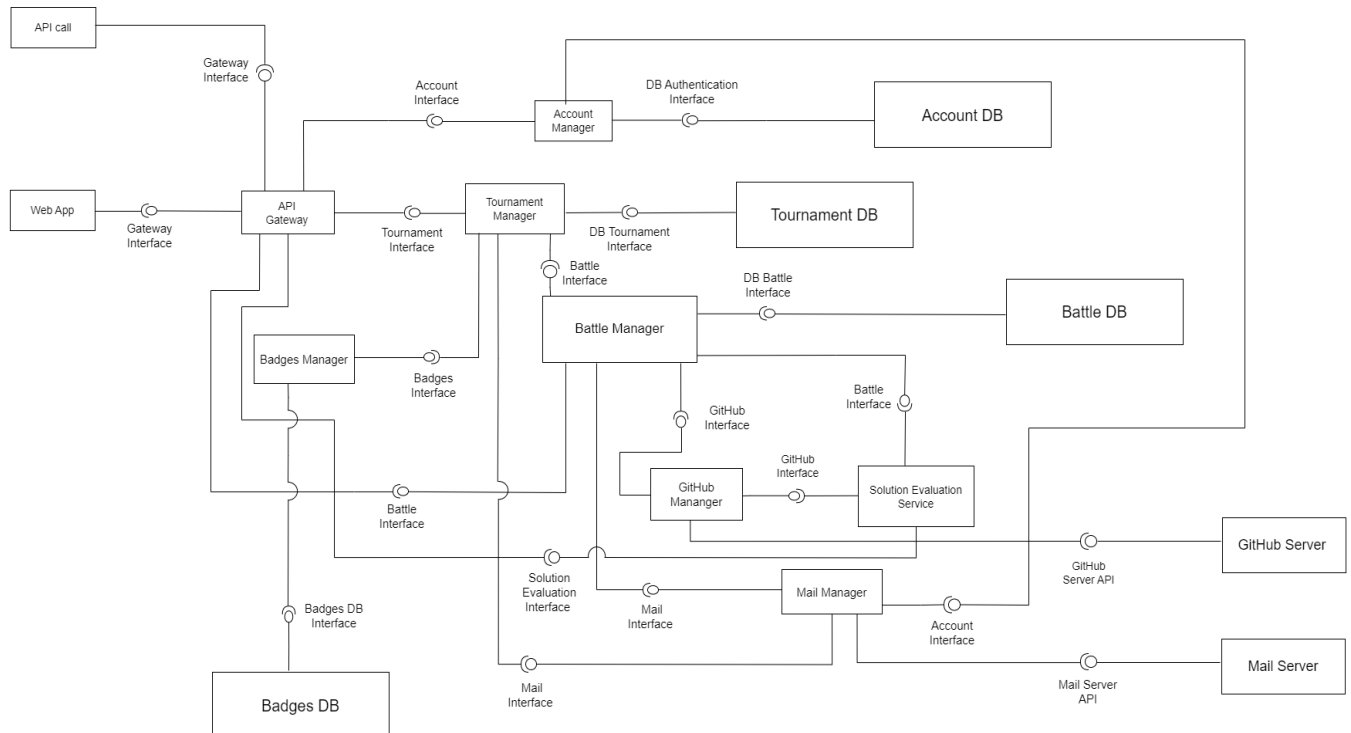 API call
Gateway
Interface
Account
Interface
DB Authentication
Interface
Account
Manager
Account DB
Web App
Gateway
Interface
API
Gateway
Tournament
Interface
Tournament
Manager
DB Tournament
Interface
Tournament DB
Battle
Interface
DB Battle
Interface
Battle Manager
Battle DB
Badges Manager
Badges
Interface
GitHub
Interface
Battle
Interface
GitHub
Mananger
GitHub
Interface
Solution Evaluation
Service
Battle
Interface
GitHub
Server API
GitHub Server
Solution
Evaluation
Interface
Mail
Interface
Mail Manager
Account
Interface
Badges DB
Interface
Mail
Interface
Mail Server
API
Mail Server
Badges DB